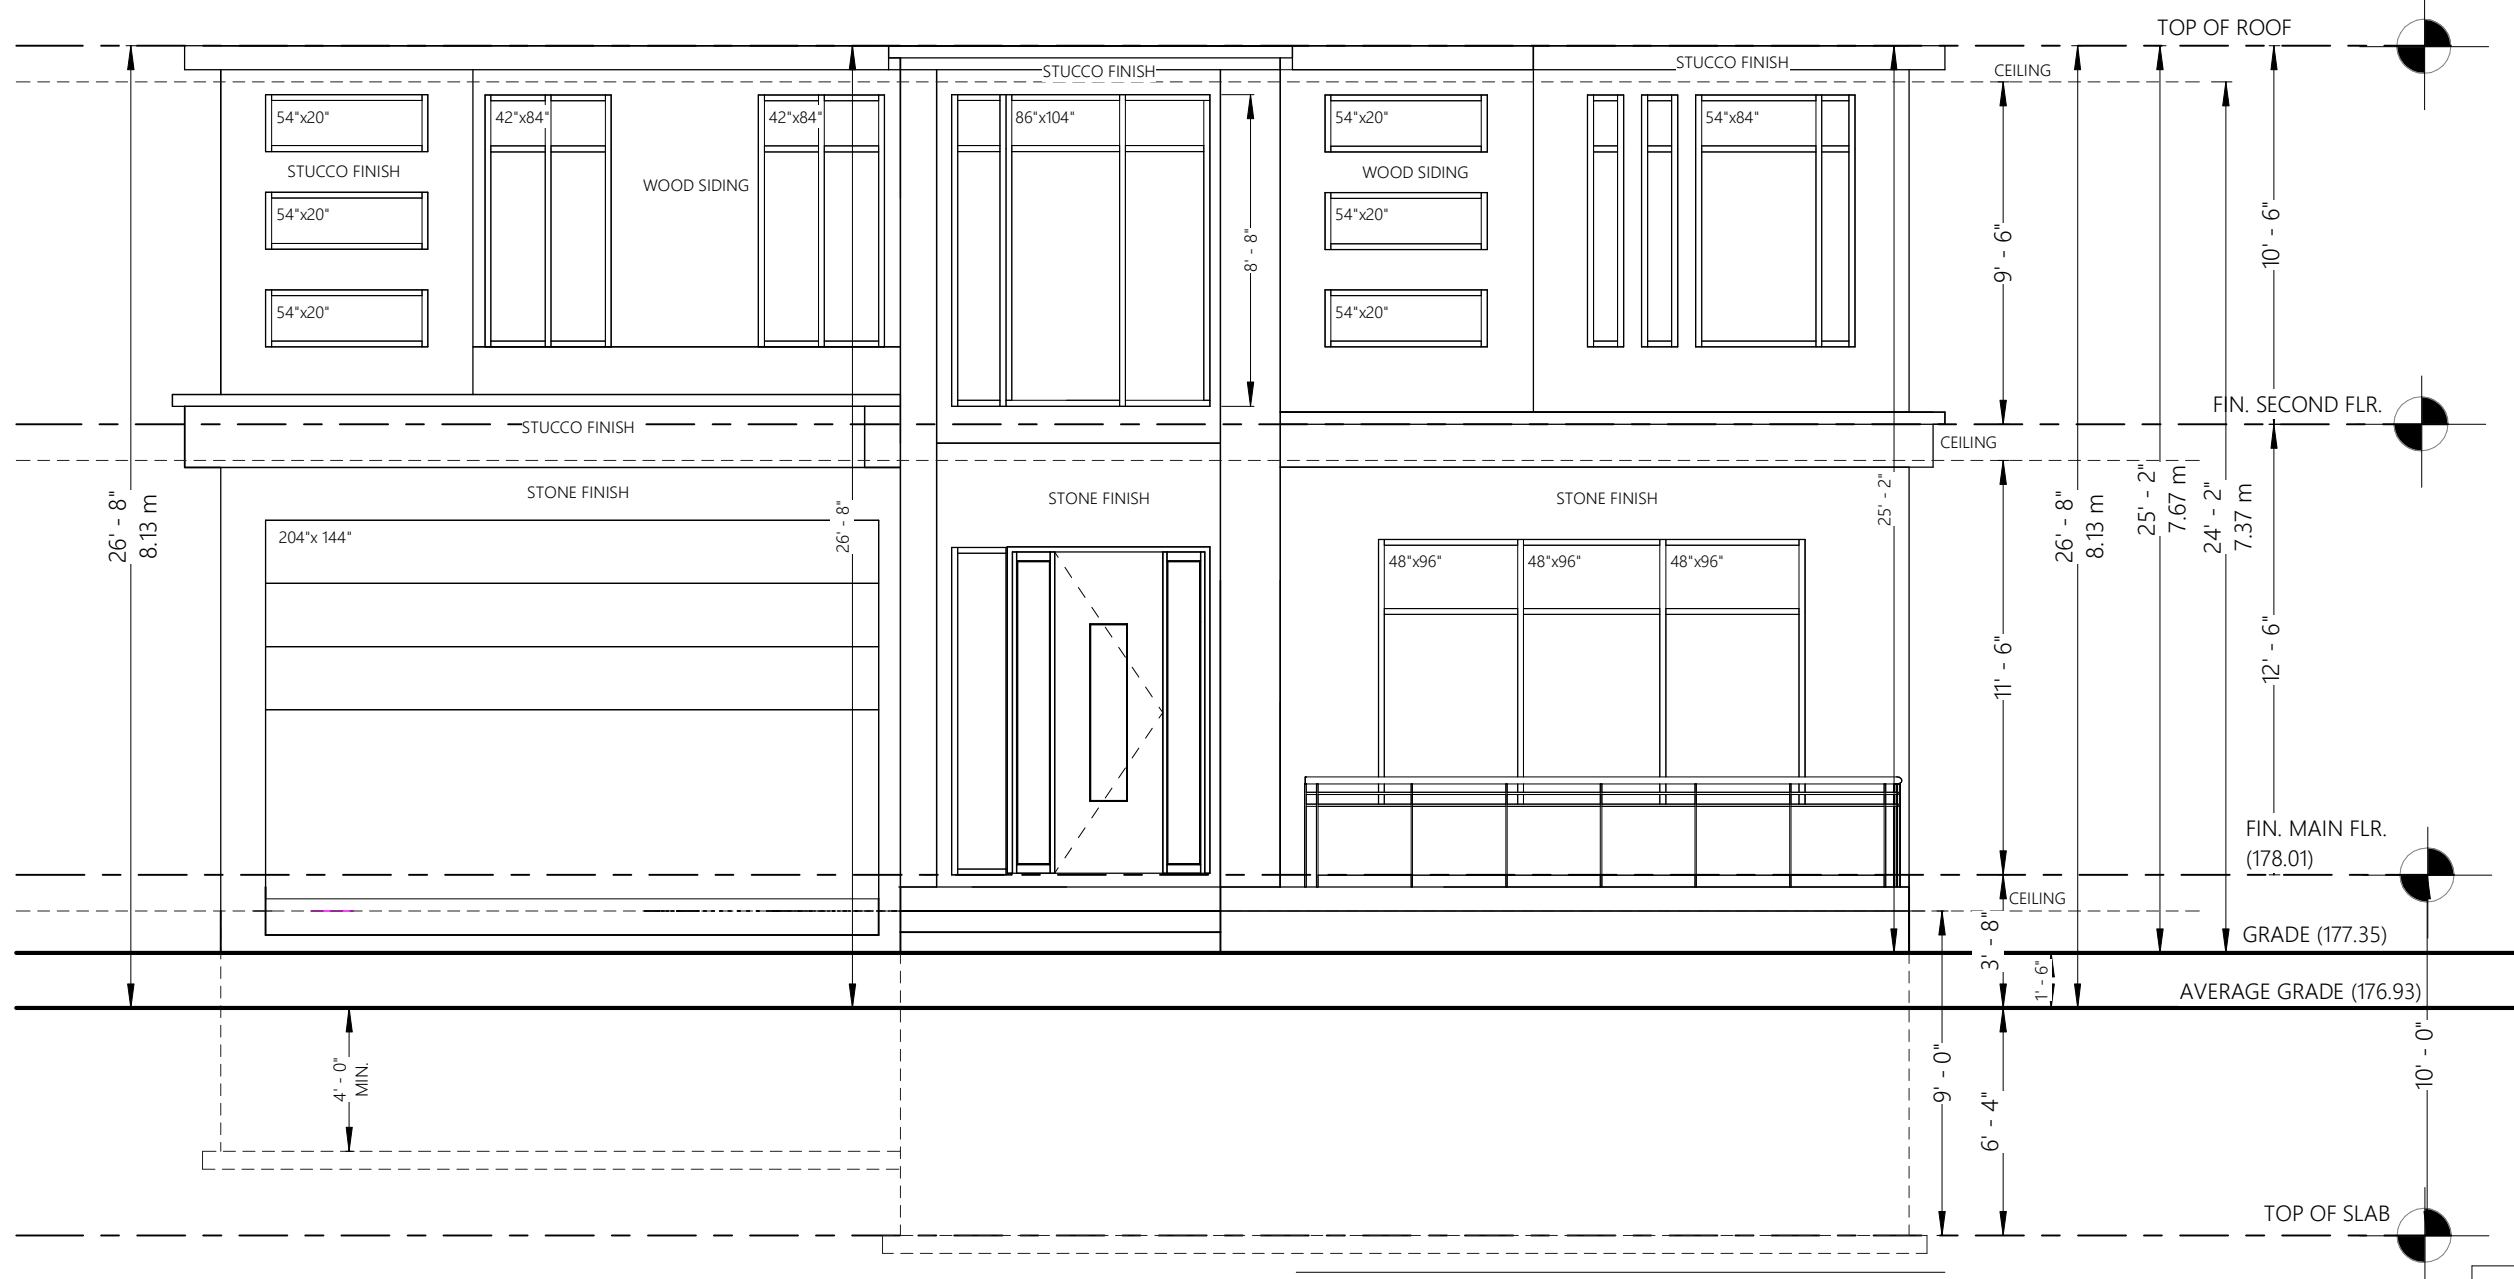 TOP OF ROOF
STUCCO FINISH
STUCCO FINISH
CEILING
54"x20"
42"x84"
42"x84"
86"x104"
54"x20"
54"x84"
STUCCO FINISH
WOOD SIDING
WOOD SIDING
54"x20"
54"x20"
8' - 8"
9' - 6"
10' - 6"
54"x20"
54"x20"
FIN. SECOND FLR.
STUCCO FINISH
CEILING
STONE FINISH
STONE FINISH
STONE FINISH
26' - 8"
8.13 m
26' - 8"
25' - 2"
26' - 8"
8.13 m
25' - 2"
7.67 m
24' - 2"
7.37 m
204"x 144"
48"x96"
48"x96"
48"x96"
11' - 6"
12' - 6"
FIN. MAIN FLR.
(178.01)
CEILING
3' - 8"
GRADE (177.35)
1' - 6"
AVERAGE GRADE (176.93)
4' - 0"
MIN.
9' - 0"
6' - 4"
10' - 0"
TOP OF SLAB